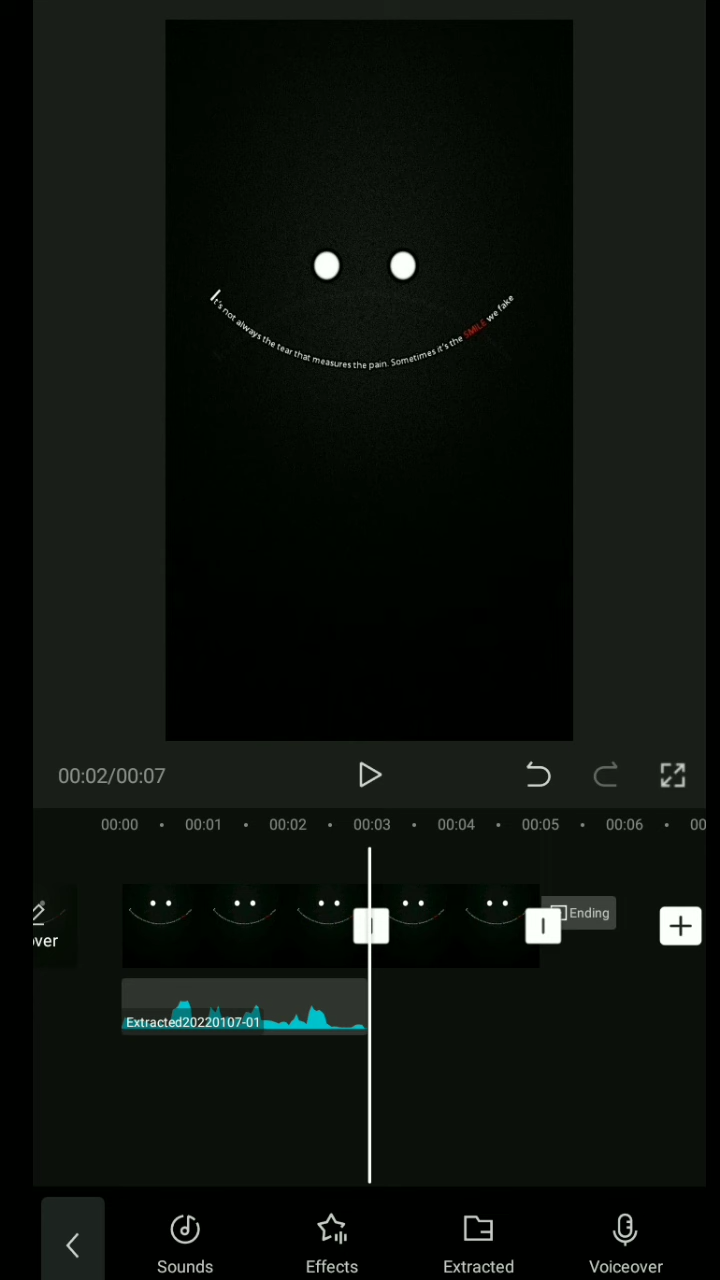 It's not always the tear that measures the pain. Sometimes it's the SMILE we fake
00:02/00:07
00:00 00:01 00:02 00:03 00:04 00:05 00:06 00
over
Ending
Extracted20220107-01
Sounds Effects Extracted Voiceover